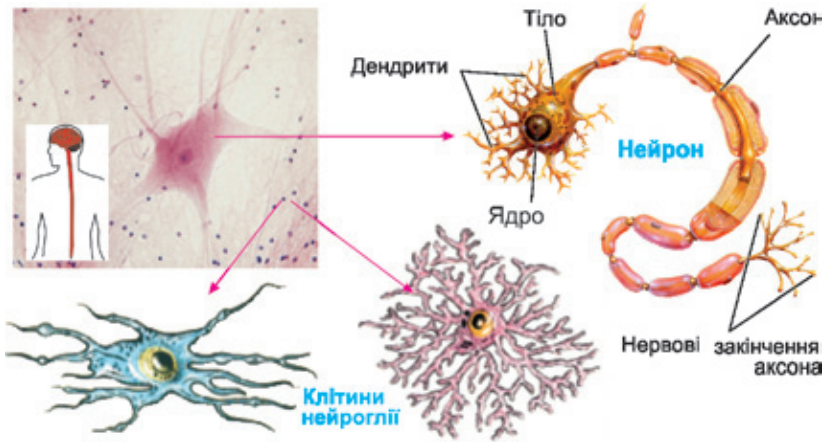 Тіло
Аксон
Дендрити
Нейрон
Ядро
Нервові закінчення
аксона
Клітини
нейроглії